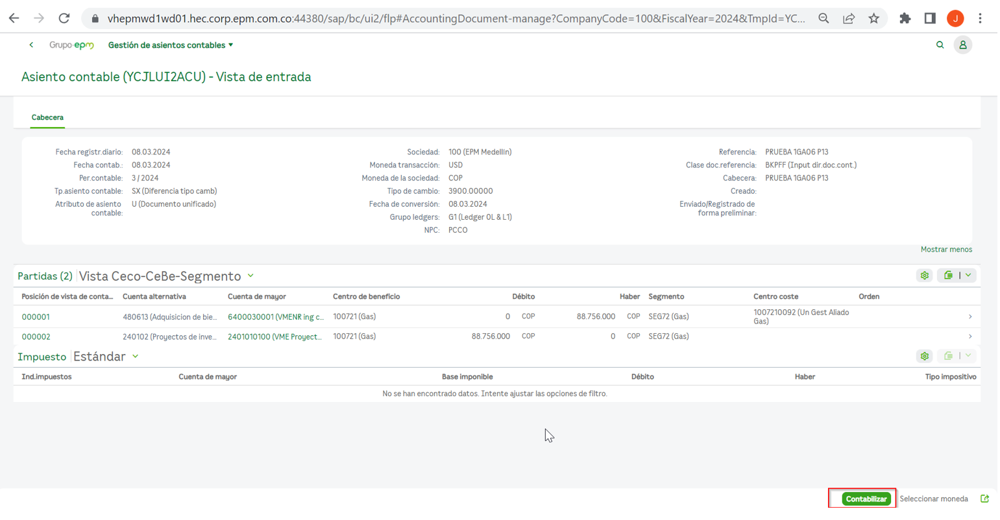 vhepmwd1wd01.hec.corp.epm.com.co:44380/sap/bc/ui2/flp#AccountingDocument-manage?CompanyCode=100&FiscalYear=2024&TmpId=YC... J
Grupo·epm Gestión de asientos contables
Asiento contable (YCJLUI2ACU) - Vista de entrada
Cabecera
Fecha registr.diario: 08.03.2024
Fecha contab.: 08.03.2024
Per.contable: 3 / 2024
Tp.asiento contable: SX (Diferencia tipo camb)
Atributo de asiento contable: U (Documento unificado)
Sociedad: 100 (EPM Medellín)
Moneda transacción: USD
Moneda de la sociedad: COP
Tipo de cambio: 3900.00000
Fecha de conversión: 08.03.2024
Grupo ledgers: G1 (Ledger 0L & L1)
NPC: PCCO
Referencia: PRUEBA 1GA06 P13
Clase doc.referencia: BKPFF (Input dir.doc.cont.)
Cabecera: PRUEBA 1GA06 P13
Creado:
Enviado/Registrado de forma preliminar:
Mostrar menos
Partidas (2) Vista Ceco-CeBe-Segmento
Posición de vista de conta... Cuenta alternativa Cuenta de mayor Centro de beneficio Débito Haber Segmento Centro coste Orden
000001 480613 (Adquisicion de bie... 6400030001 (VMENR ing c... 100721 (Gas) 0 COP 88.756.000 COP SEG72 (Gas) 1007210092 (Un Gest Aliado Gas)
000002 240102 (Proyectos de inve... 2401010100 (VME Proyect... 100721 (Gas) 88.756.000 COP 0 COP SEG72 (Gas)
Impuesto Estándar
Ind.impuestos Cuenta de mayor Base imponible Débito Haber Tipo impositivo
No se han encontrado datos. Intente ajustar las opciones de filtro.
Contabilizar Seleccionar moneda